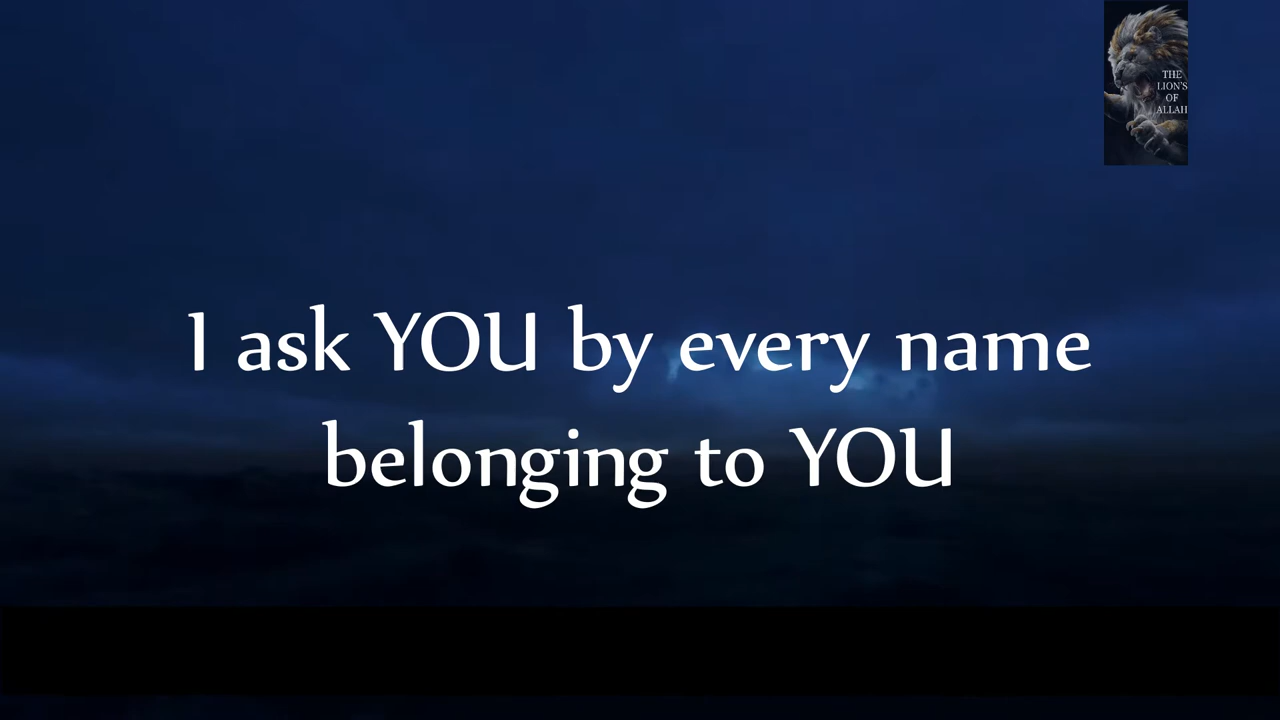 THE
LION'S
OF
ALLAH
I ask YOU by every name
belonging to YOU